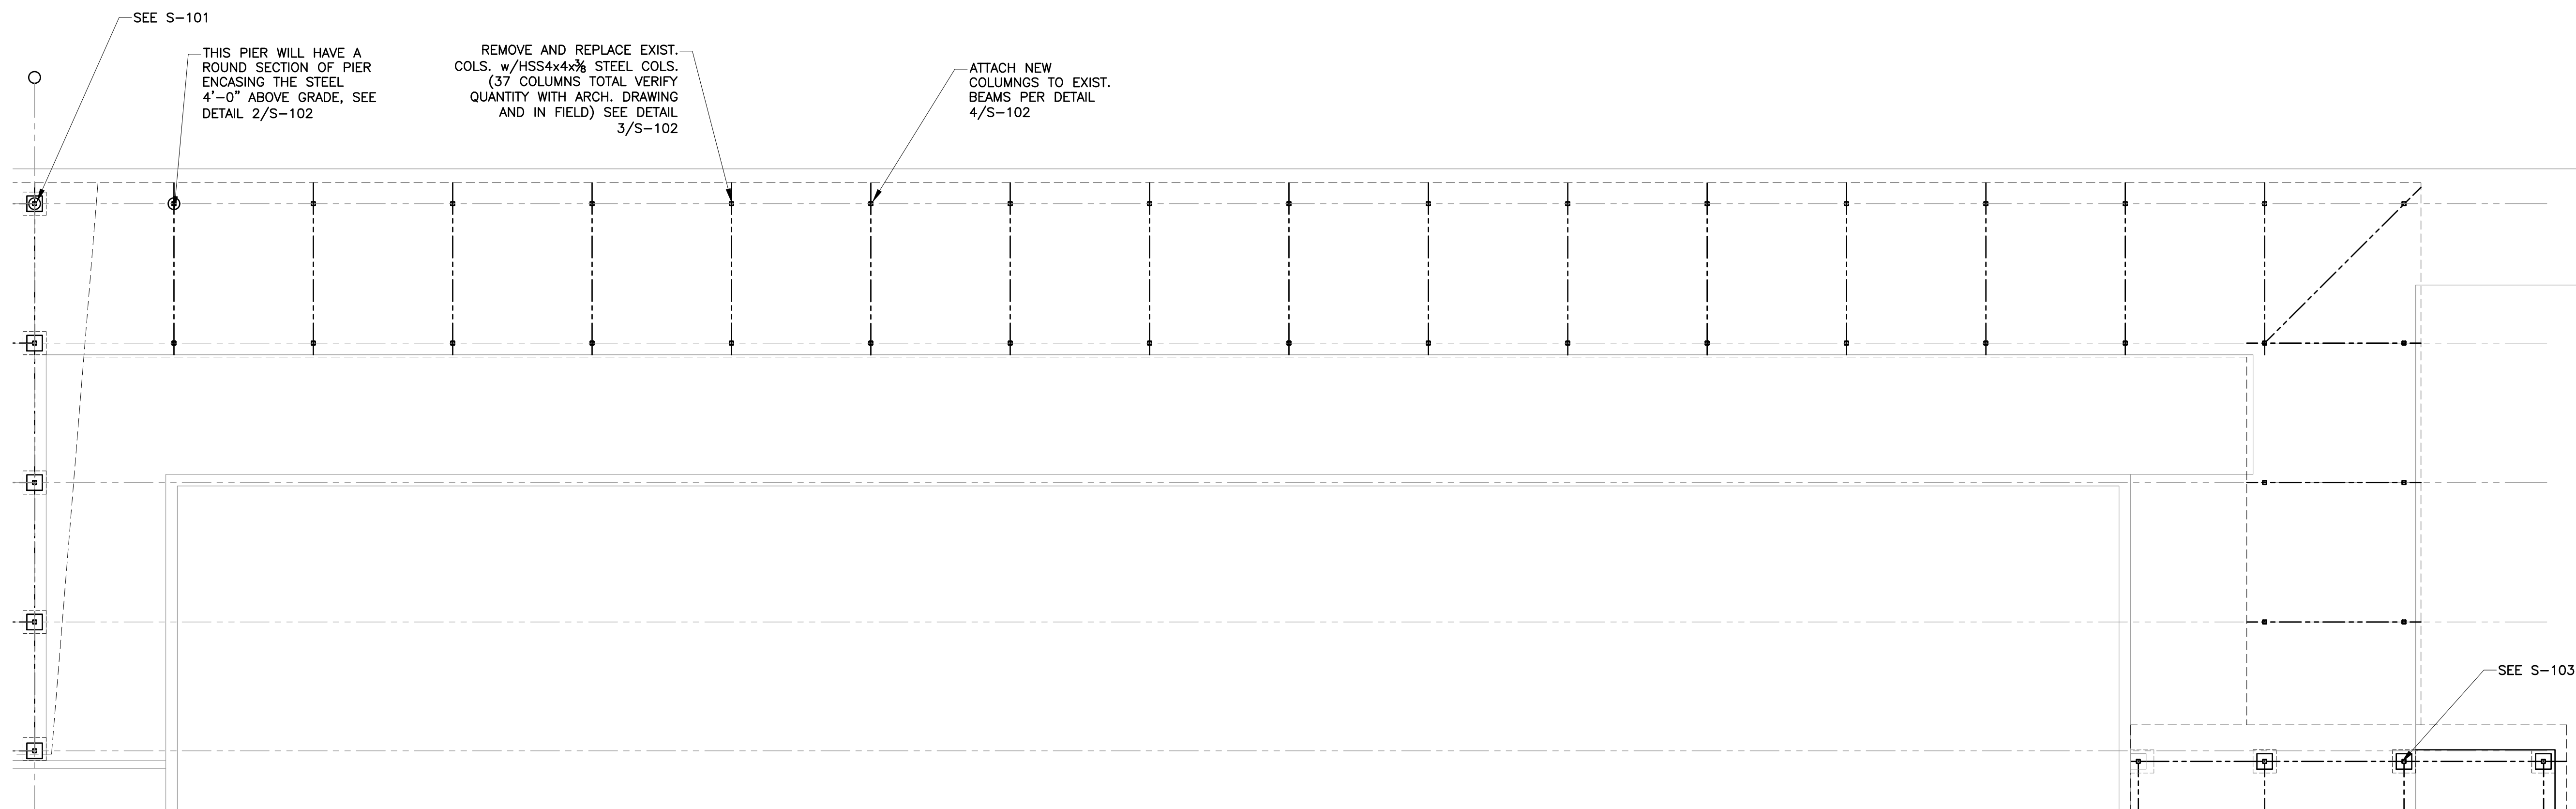 SEE S-101
THIS PIER WILL HAVE A
ROUND SECTION OF PIER
ENCASING THE STEEL
4'-0" ABOVE GRADE, SEE
DETAIL 2/S-102
REMOVE AND REPLACE EXIST.
COLS. w/HSS4x4x3/8 STEEL COLS.
(37 COLUMNS TOTAL VERIFY
QUANTITY WITH ARCH. DRAWING
AND IN FIELD) SEE DETAIL
3/S-102
ATTACH NEW
COLUMNGS TO EXIST.
BEAMS PER DETAIL
4/S-102
SEE S-103